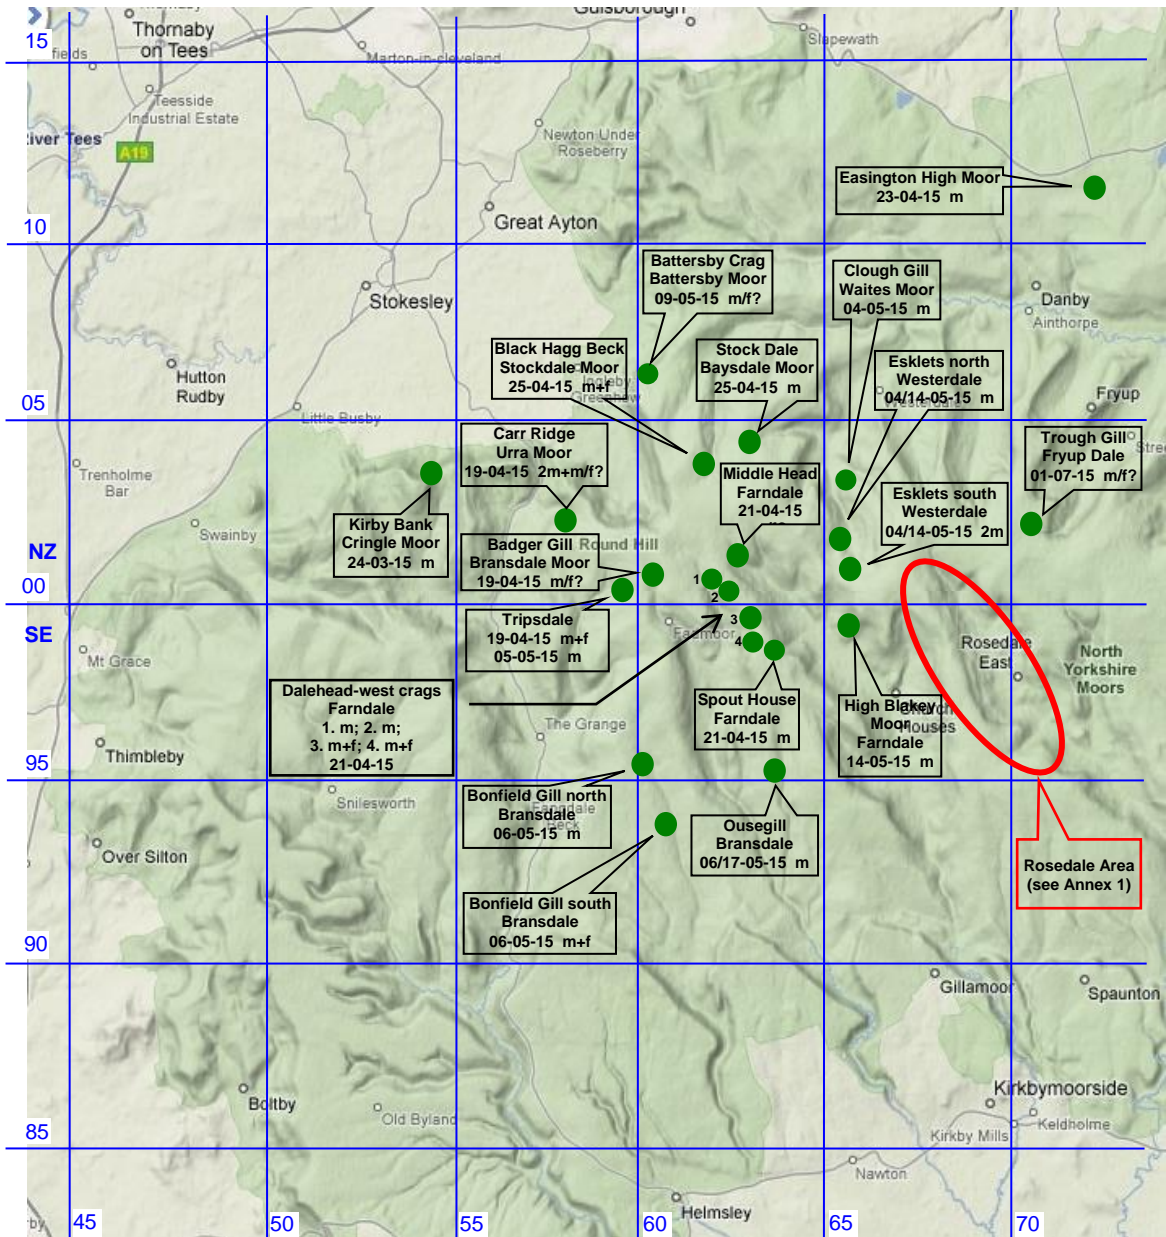 Guisborough
Thornaby
on Tees
15
fields
Marton-in-cleveland
Slapewath
Teesside
Industrial Estate
River Tees
A19
Newton Under
Roseberry
Easington High Moor
23-04-15 m
10
Great Ayton
Battersby Crag
Battersby Moor
09-05-15 m/f?
Clough Gill
Waites Moor
04-05-15 m
Danby
Ainthorpe
Stokesley
Black Hagg Beck
Stockdale Moor
25-04-15 m+f
Ingleby
Greenhow
Stock Dale
Baysdale Moor
25-04-15 m
Esklets north
Westerdale
04/14-05-15 m
Westerdale
Hutton
Rudby
Fryup
05
Little Busby
Carr Ridge
Urra Moor
19-04-15 2m+m/f?
Trough Gill
Fryup Dale
01-07-15 m/f?
Trenholme
Bar
Middle Head
Farndale
21-04-15
Esklets south
Westerdale
04/14-05-15 2m
Swainby
Kirby Bank
Cringle Moor
24-03-15 m
NZ
Badger Gill
Bransdale Moor
19-04-15 m/f?
Round Hill
1
2
00
SE
Tripsdale
19-04-15 m+f
05-05-15 m
3
4
Farmoor
Mt Grace
Rosedale
East
North
Yorkshire
Moors
Dalehead-west crags
Farndale
1. m; 2. m;
3. m+f; 4. m+f
21-04-15
Spout House
Farndale
21-04-15 m
High Blakey
Moor
Farndale
14-05-15 m
Church
Houses
The Grange
Thimbleby
95
Snilesworth
Bonfield Gill north
Bransdale
06-05-15 m
Beck
Ousegill
Bransdale
06/17-05-15 m
Over Silton
Rosedale Area
(see Annex 1)
Bonfield Gill south
Bransdale
06-05-15 m+f
90
Gillamoor
Spaunton
Boltby
Old Byland
Kirkbymoorside
Keldholme
Kirkby Mills
85
Nawton
Helmsley
45
50
55
60
65
70